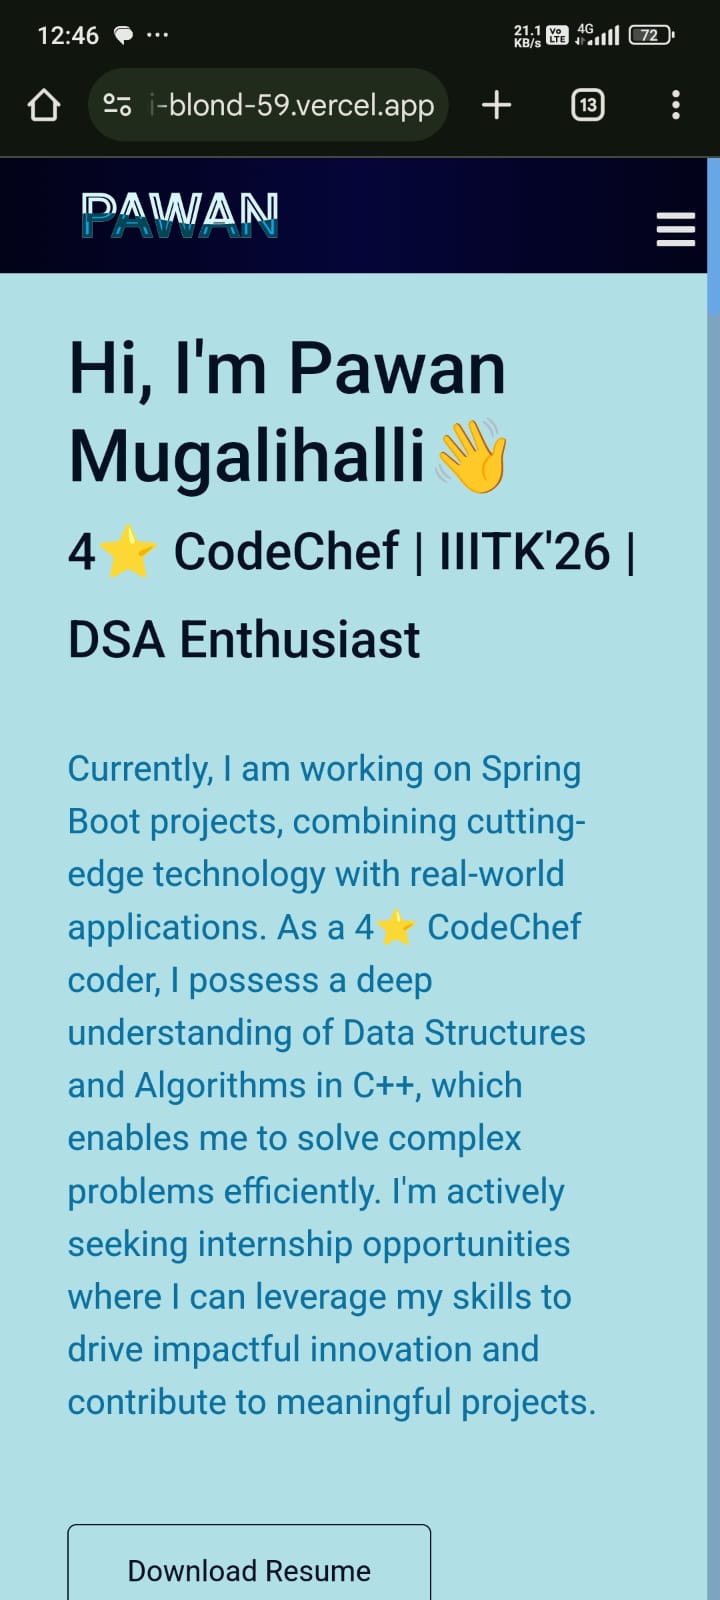 12:46 21.1 KB/s Vo LTE 4G 72
i-blond-59.vercel.app 13
PAWAN
Hi, I'm Pawan
Mugalihalli👋
4⭐ CodeChef | IIITK'26 |
DSA Enthusiast
Currently, I am working on Spring
Boot projects, combining cutting-
edge technology with real-world
applications. As a 4⭐ CodeChef
coder, I possess a deep
understanding of Data Structures
and Algorithms in C++, which
enables me to solve complex
problems efficiently. I'm actively
seeking internship opportunities
where I can leverage my skills to
drive impactful innovation and
contribute to meaningful projects.
Download Resume